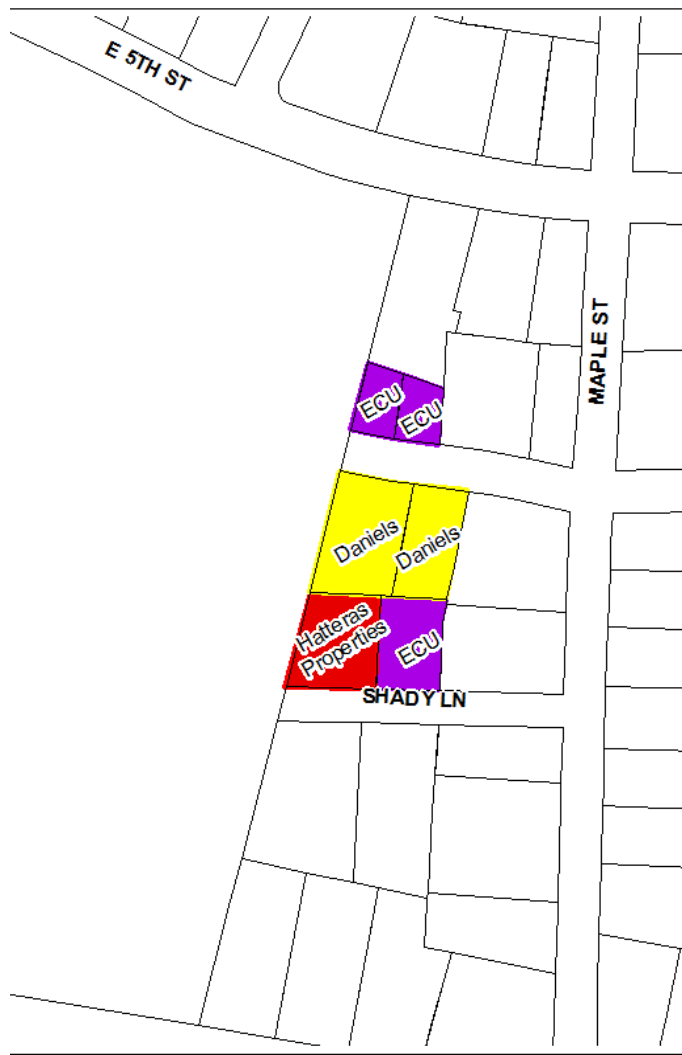 E 5TH ST
MAPLE ST
ECU
ECU
Daniels
Daniels
Hatteras
Properties
ECU
SHADY LN